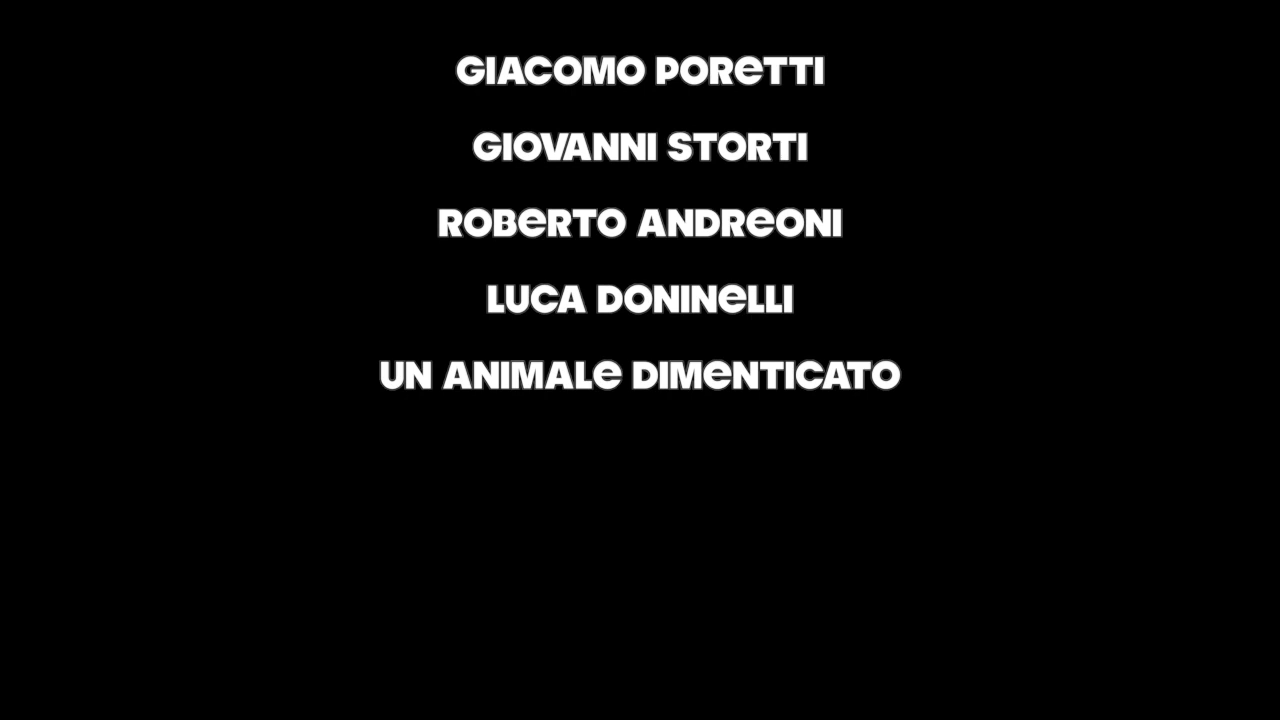 GIACOMO PORETTI
GIOVANNI STORTI
ROBERTO ANDREONI
LUCA DONINELLI
UN ANIMALE DIMENTICATO